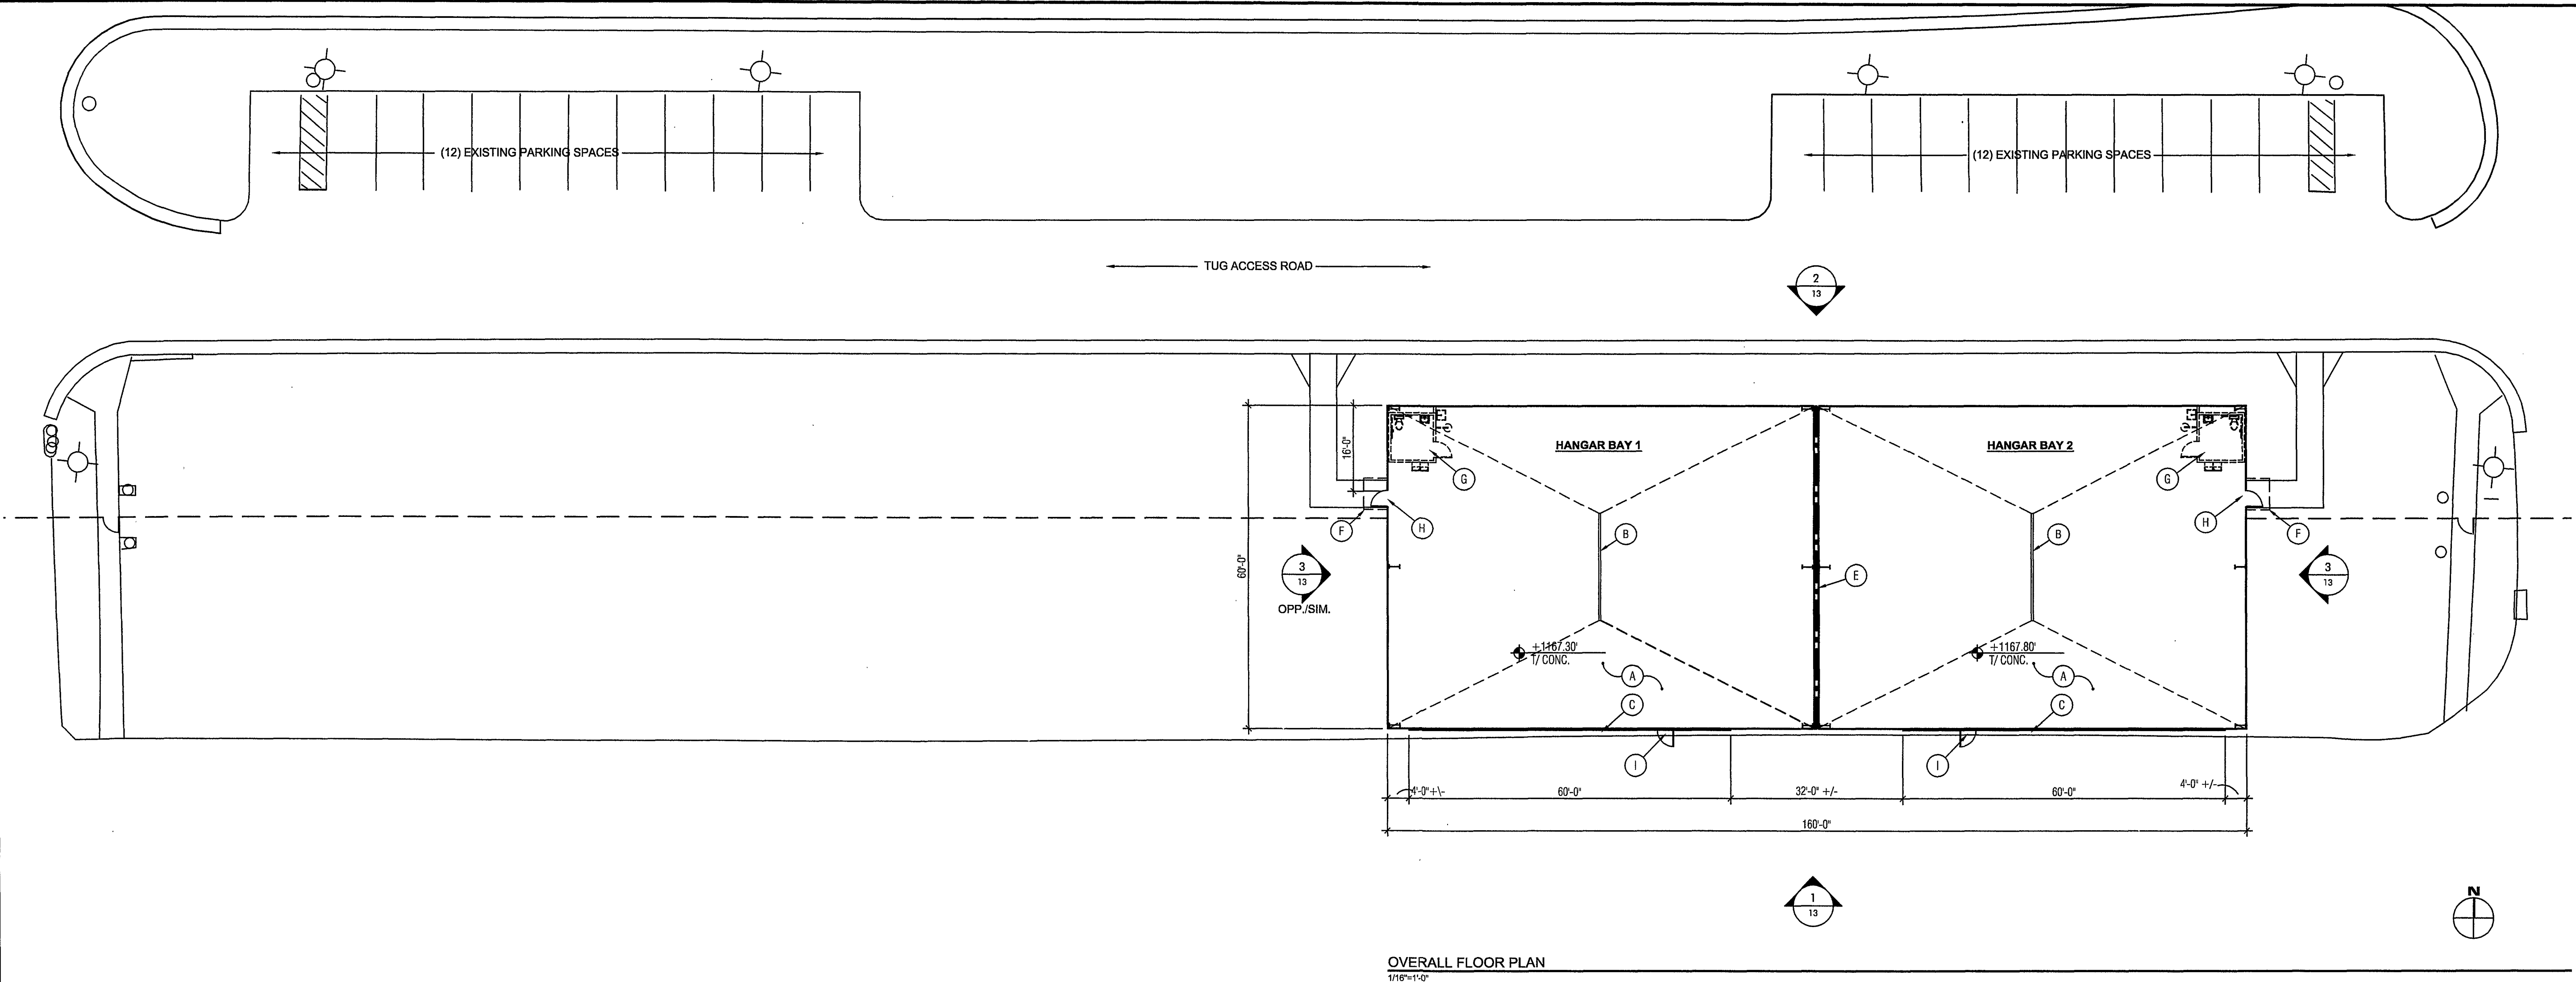 (12) EXISTING PARKING SPACES
(12) EXISTING PARKING SPACES
TUG ACCESS ROAD
2
13
HANGAR BAY 1
HANGAR BAY 2
16'-0"
60'-0"
G
G
F
H
H
F
B
B
E
3
13
OPP./SIM.
3
13
+1167.30'
T/ CONC.
+1167.80'
T/ CONC.
A
A
C
C
I
I
4'-0"+\-
60'-0"
32'-0" +/-
60'-0"
4'-0" +/-
160'-0"
1
13
N
OVERALL FLOOR PLAN
1/16"=1'-0"